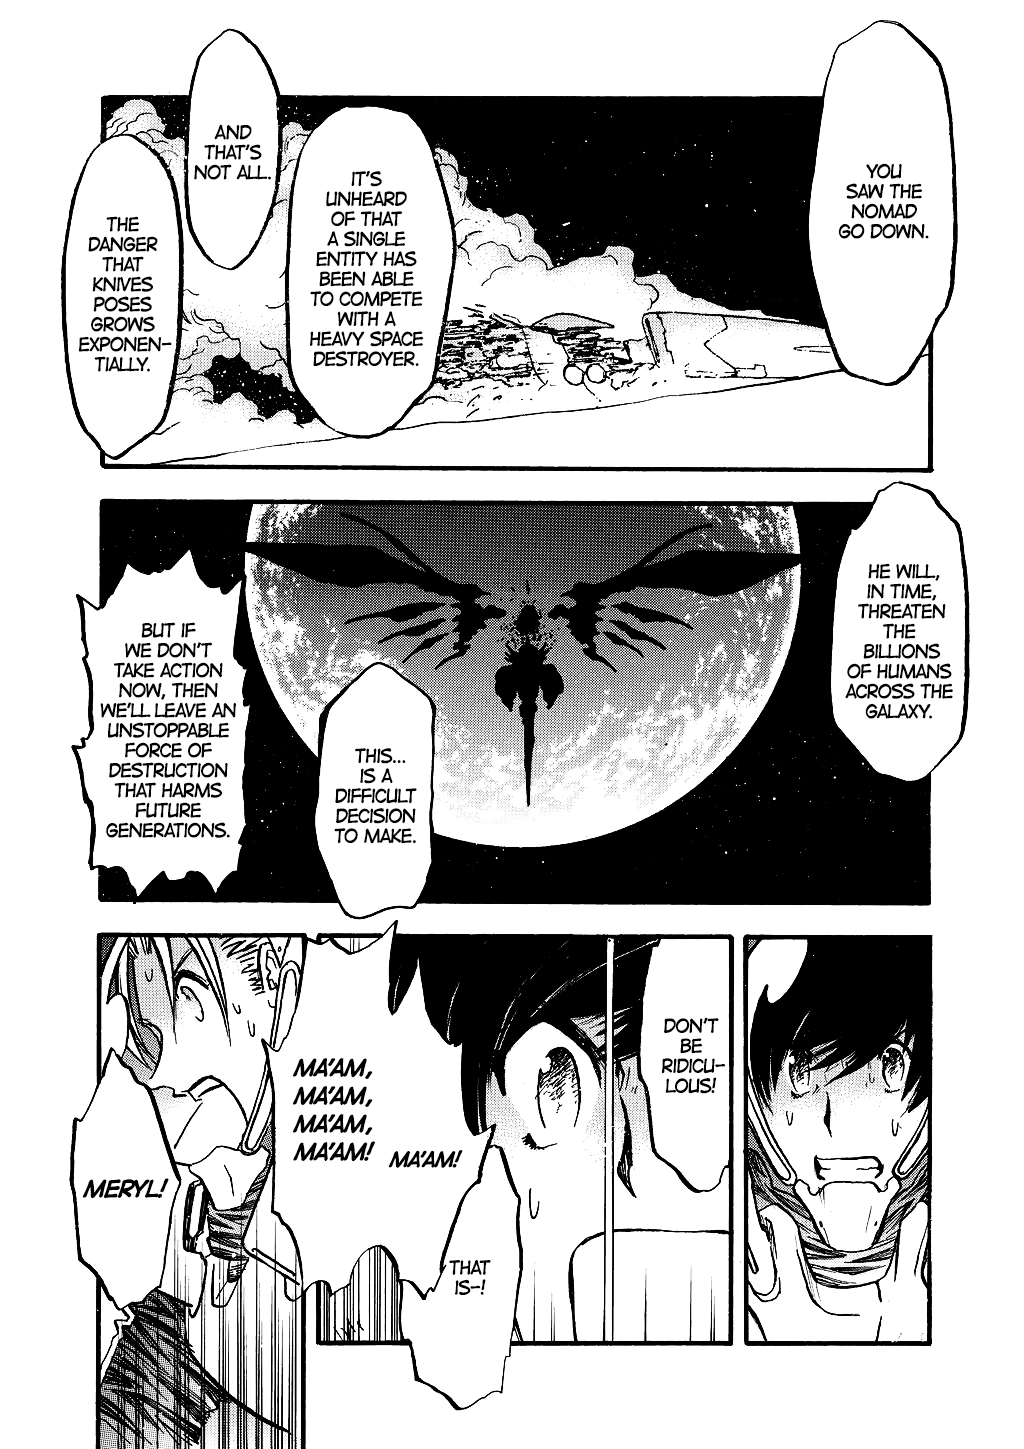 YOU
SAW THE
NOMAD
GO DOWN.
IT'S
UNHEARD
OF THAT
A SINGLE
ENTITY HAS
BEEN ABLE
TO COMPETE
WITH A
HEAVY SPACE
DESTROYER.
AND
THAT'S
NOT ALL.
THE
DANGER
THAT
KNIVES
POSES
GROWS
EXPONEN-
TIALLY.
HE WILL,
IN TIME,
THREATEN
THE
BILLIONS
OF HUMANS
ACROSS THE
GALAXY.
THIS...
IS A
DIFFICULT
DECISION
TO MAKE.
BUT IF
WE DON'T
TAKE ACTION
NOW, THEN
WE'LL LEAVE AN
UNSTOPPABLE
FORCE OF
DESTRUCTION
THAT HARMS
FUTURE
GENERATIONS.
DON'T
BE
RIDICU-
LOUS!
THAT
IS--!
MA'AM,
MA'AM,
MA'AM,
MA'AM!
MA'AM!
MERYL!